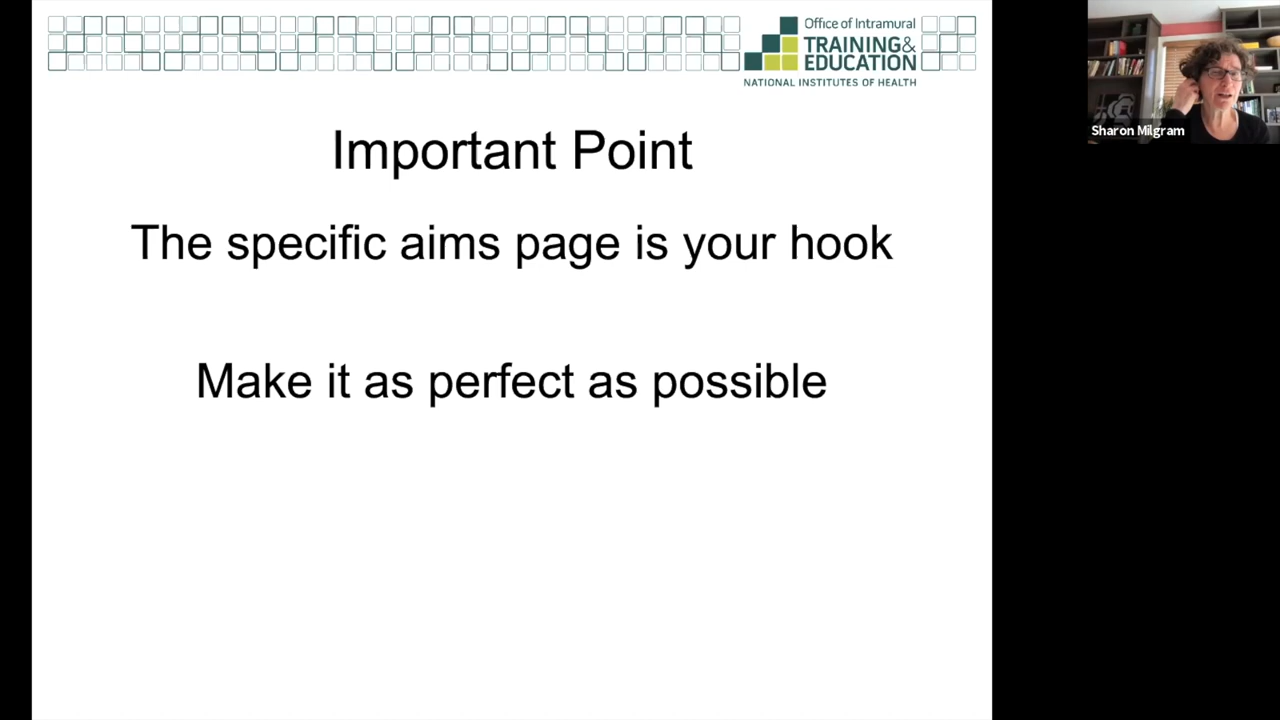 Office of Intramural
TRAINING&
EDUCATION
NATIONAL INSTITUTES OF HEALTH
Sharon Milgram
Important Point
The specific aims page is your hook
Make it as perfect as possible